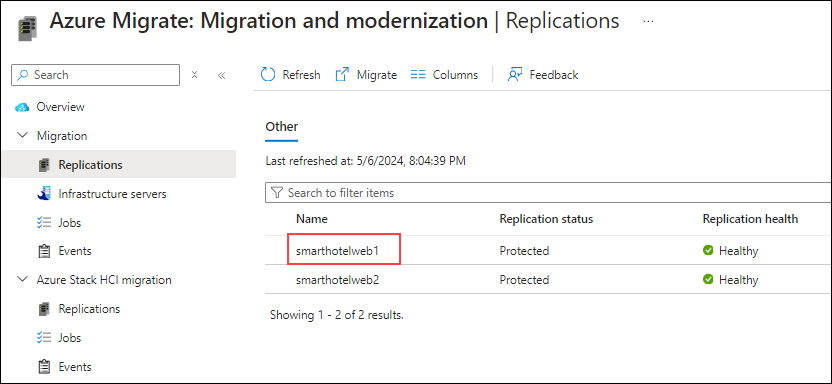 Azure Migrate: Migration and modernization | Replications ...
Search
Refresh Migrate Columns Feedback
Overview
Migration
Replications
Infrastructure servers
Jobs
Events
Azure Stack HCI migration
Replications
Jobs
Events
Other
Last refreshed at: 5/6/2024, 8:04:39 PM
Search to filter items
Name Replication status Replication health
smarthotelweb1 Protected Healthy
smarthotelweb2 Protected Healthy
Showing 1 - 2 of 2 results.